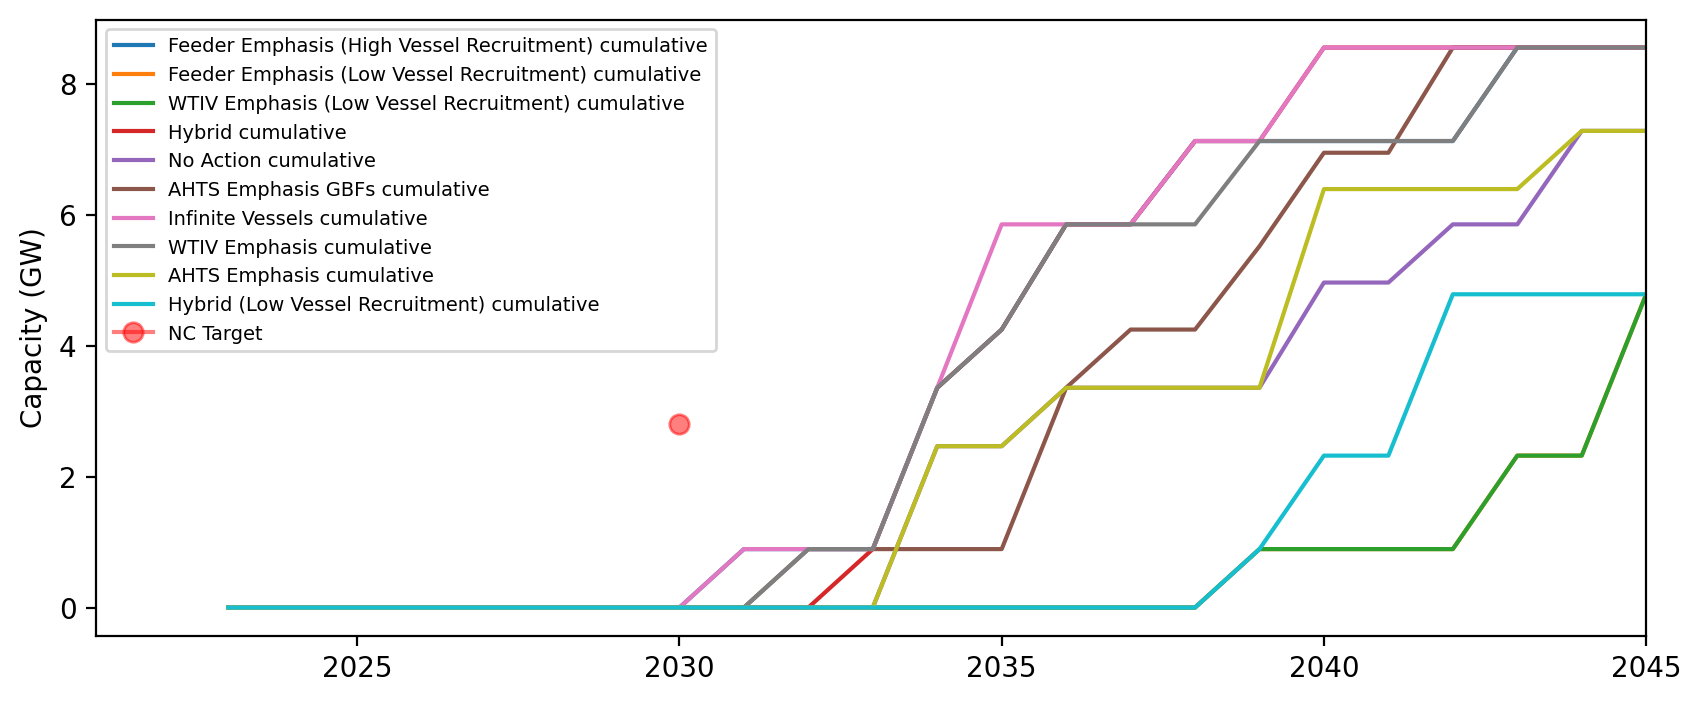 Feeder Emphasis (High Vessel Recruitment) cumulative
Feeder Emphasis (Low Vessel Recruitment) cumulative
WTIV Emphasis (Low Vessel Recruitment) cumulative
Hybrid cumulative
No Action cumulative
AHTS Emphasis GBFs cumulative
Infinite Vessels cumulative
WTIV Emphasis cumulative
AHTS Emphasis cumulative
Hybrid (Low Vessel Recruitment) cumulative
NC Target
Capacity (GW)
8
6
4
2
0
2025 2030 2035 2040 2045